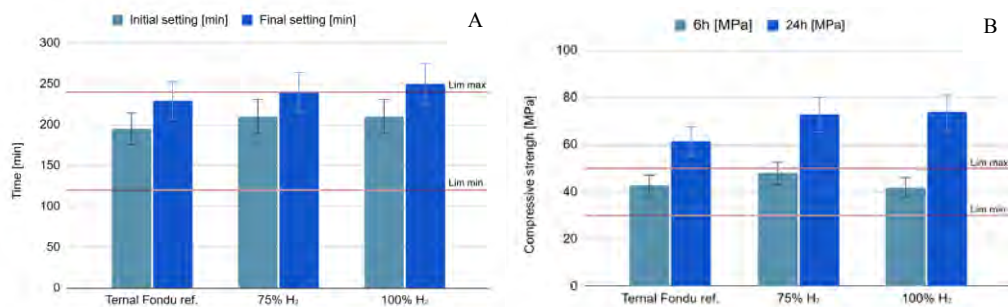 Initial setting [min] Final setting [min]
A
300
250
200
150
100
50
0
Time [min]
Lim max
Lim min
Ternal Fondu ref. 75% H₂ 100% H₂
6h [MPa] 24h [MPa]
B
100
80
60
40
20
0
Compressive strengh [MPa]
Lim max
Lim min
Ternal Fondu ref. 75% H₂ 100% H₂